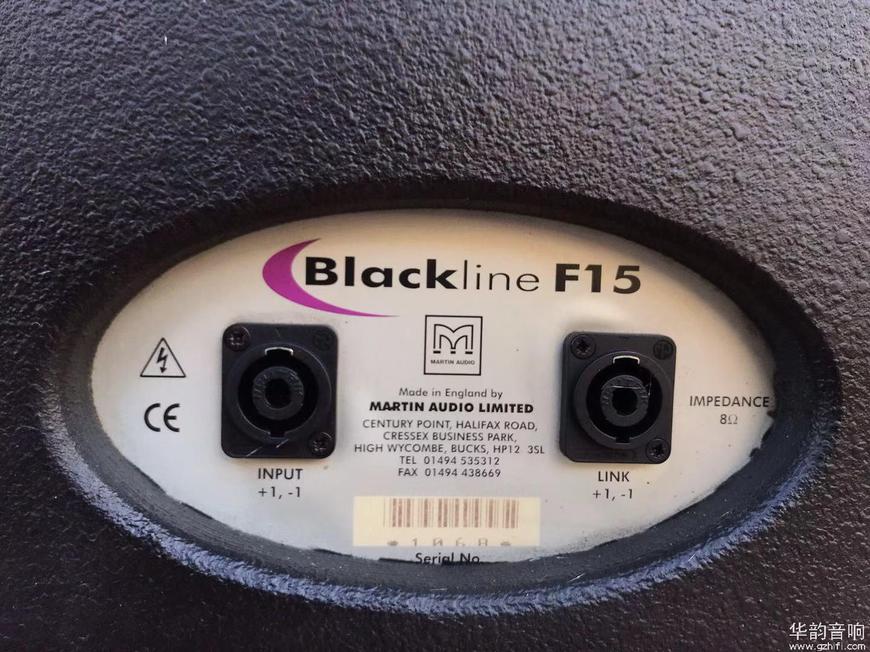 Blackline F15
MARTIN AUDIO
Made in England by
MARTIN AUDIO LIMITED
CENTURY POINT, HALIFAX ROAD,
CRESSEX BUSINESS PARK,
HIGH WYCOMBE, BUCKS, HP12 3SL
TEL 01494 535312
FAX 01494 438669
CE
INPUT
+1, -1
LINK
+1, -1
IMPEDANCE
8Ω
Serial No.
华韵音响
www.gzhifi.com